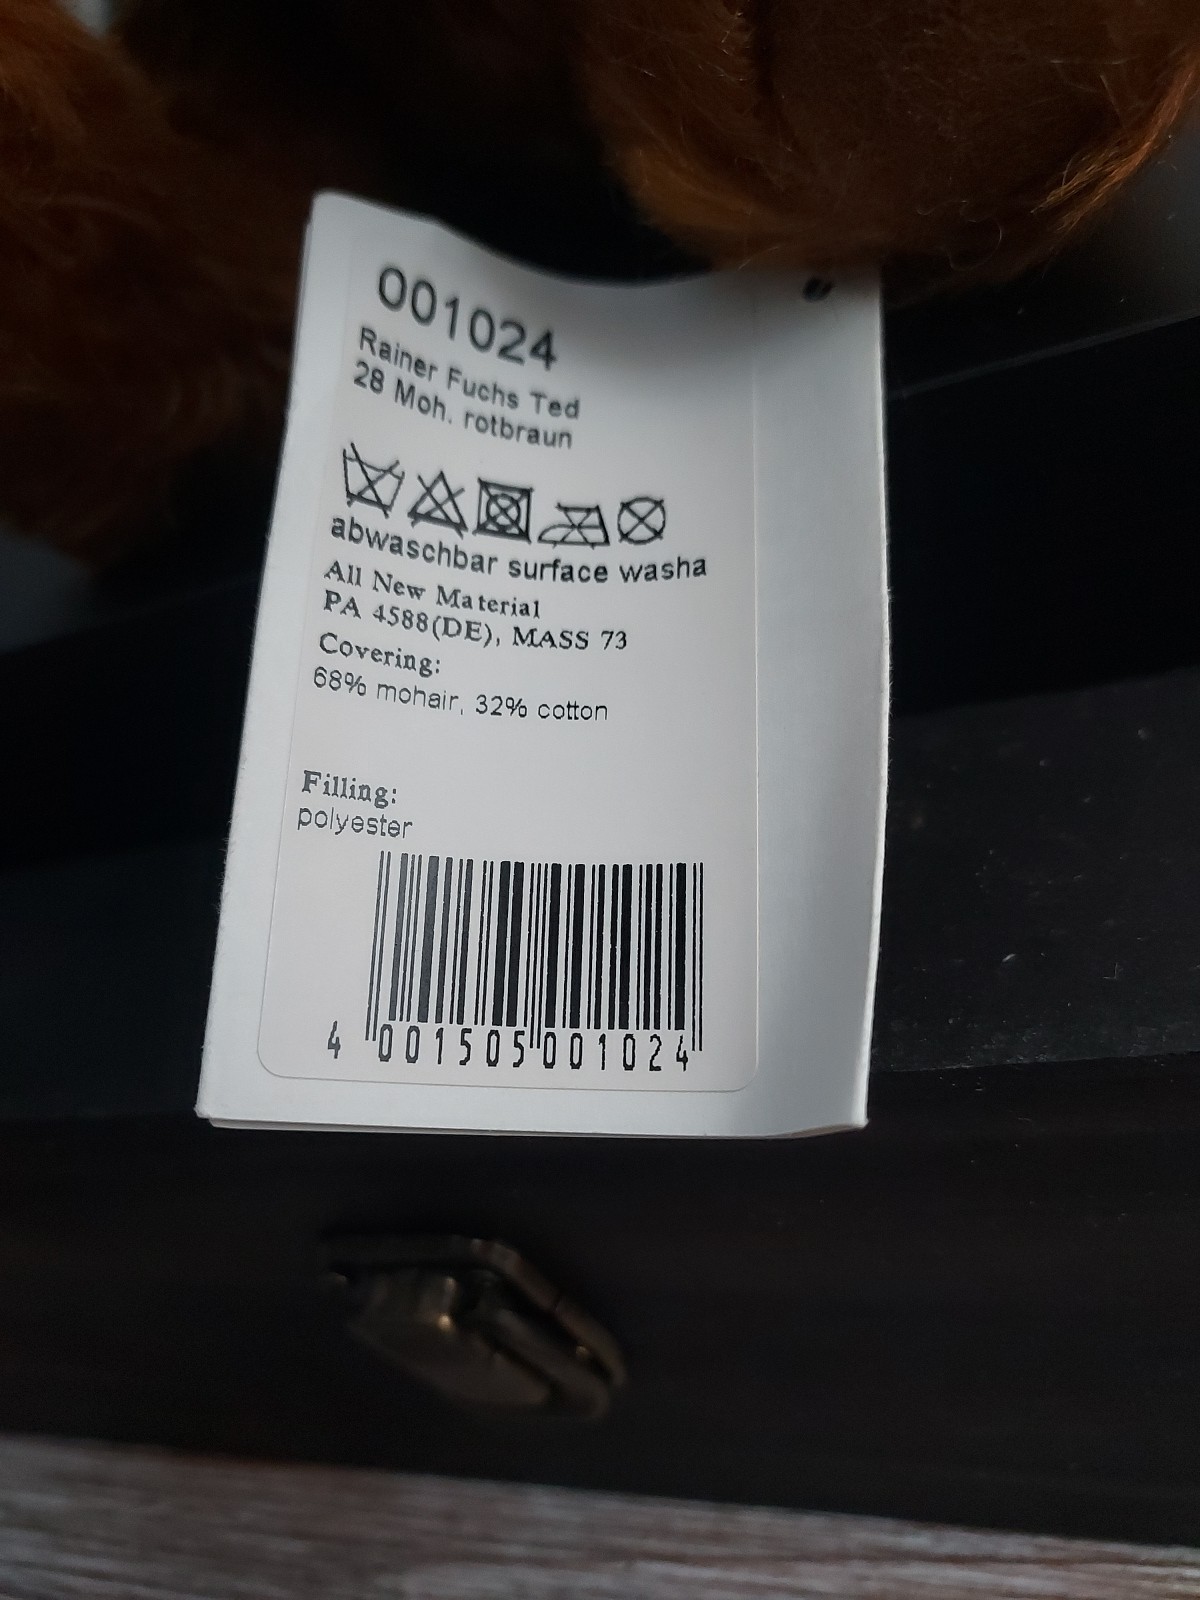 001024
Rainer Fuchs Ted
28 Moh. rotbraun
abwaschbar surface washa
All New Material
PA 4588(DE), MASS 73
Covering:
68% mohair, 32% cotton
Filling:
polyester
4 001505 001024